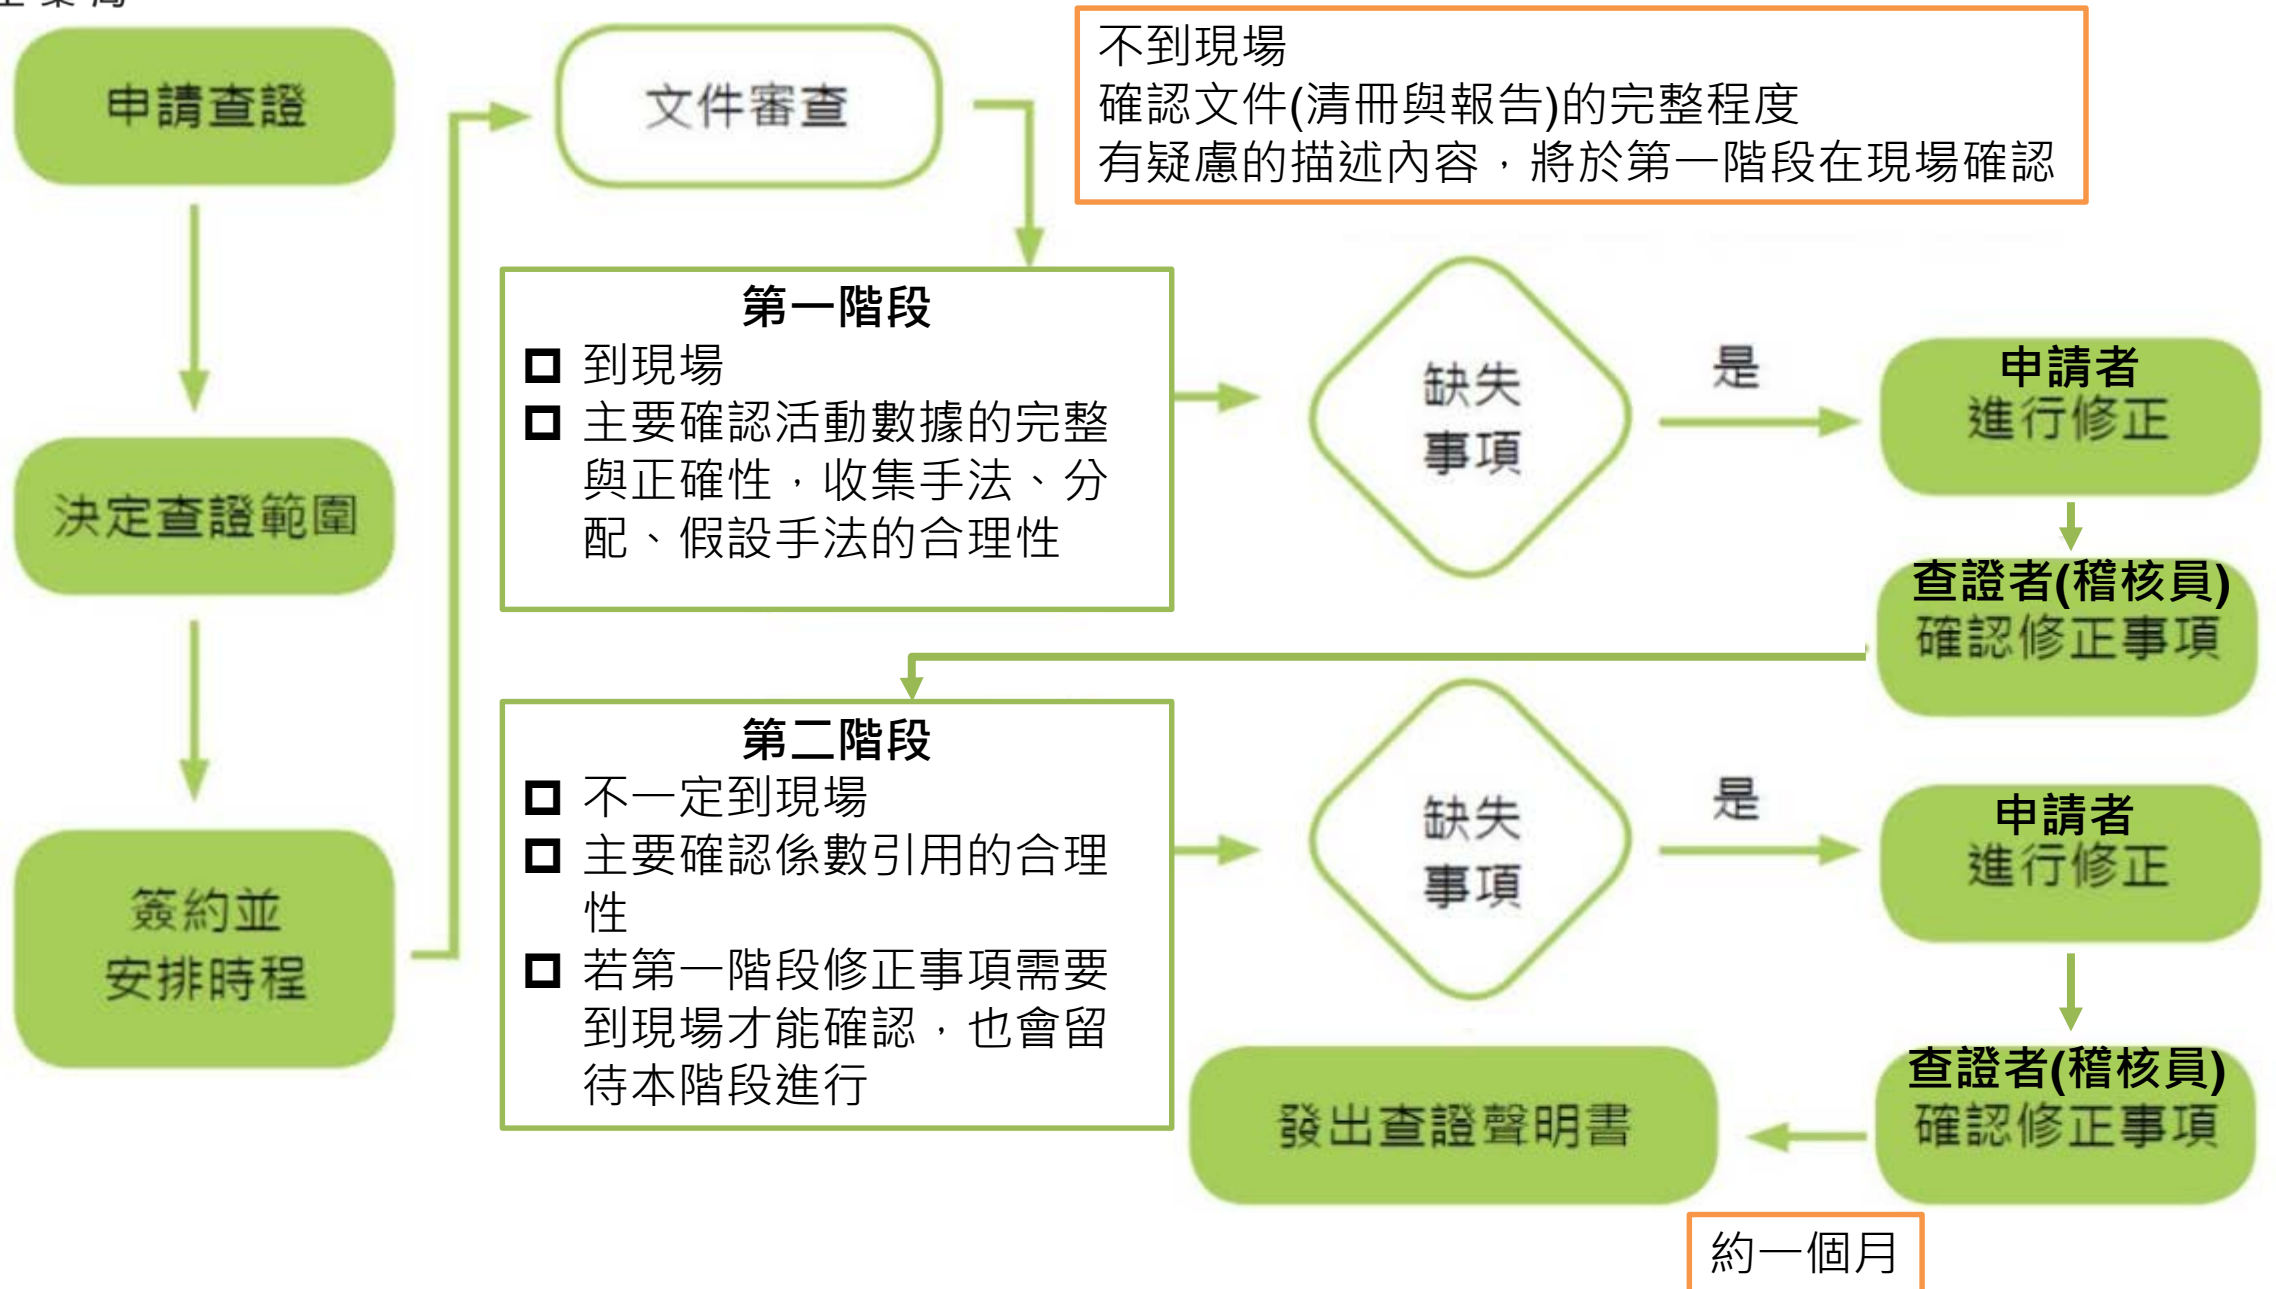 申請查證
決定查證範圍
簽約並
安排時程
文件審查
不到現場
確認文件(清冊與報告)的完整程度
有疑慮的描述內容，將於第一階段在現場確認
第一階段
到現場
主要確認活動數據的完整
與正確性，收集手法、分
配、假設手法的合理性
缺失
事項
是
申請者
進行修正
查證者(稽核員)
確認修正事項
第二階段
不一定到現場
主要確認係數引用的合理
性
若第一階段修正事項需要
到現場才能確認，也會留
待本階段進行
缺失
事項
是
申請者
進行修正
查證者(稽核員)
確認修正事項
發出查證聲明書
約一個月